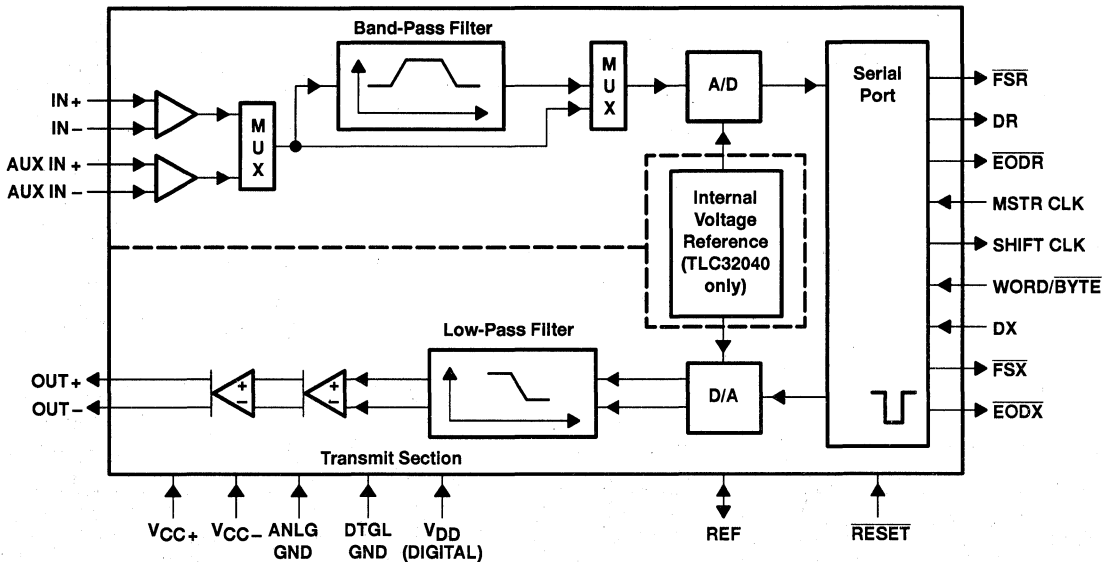 Band-Pass Filter
M
U
X
A/D
Serial
Port
FSR
DR
EODR
MSTR CLK
SHIFT CLK
WORD/BYTE
DX
FSX
EODX
IN+
IN−
AUX IN +
AUX IN −
M
U
X
Internal
Voltage
Reference
(TLC32040
only)
Low-Pass Filter
OUT+
OUT−
+
−
+
−
D/A
Transmit Section
VCC+
VCC−
ANLG
GND
DTGL
GND
VDD
(DIGITAL)
REF
RESET